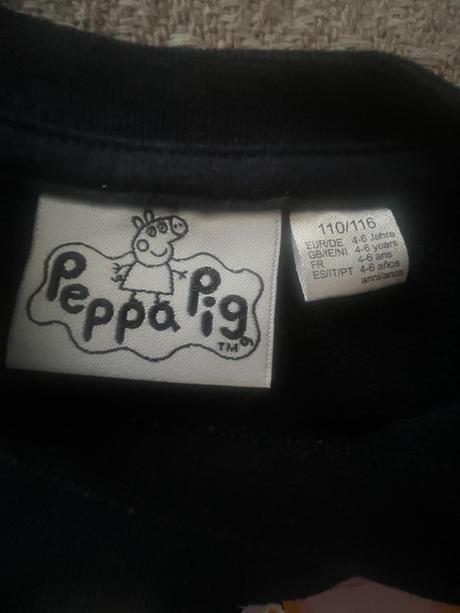 Peppa Pig
TM
110/116
EUR/DE 4-6 Jahre
GB/IE/NI 4-6 years
FR 4-6 ans
ES/IT/PT 4-6 años
anni/anos